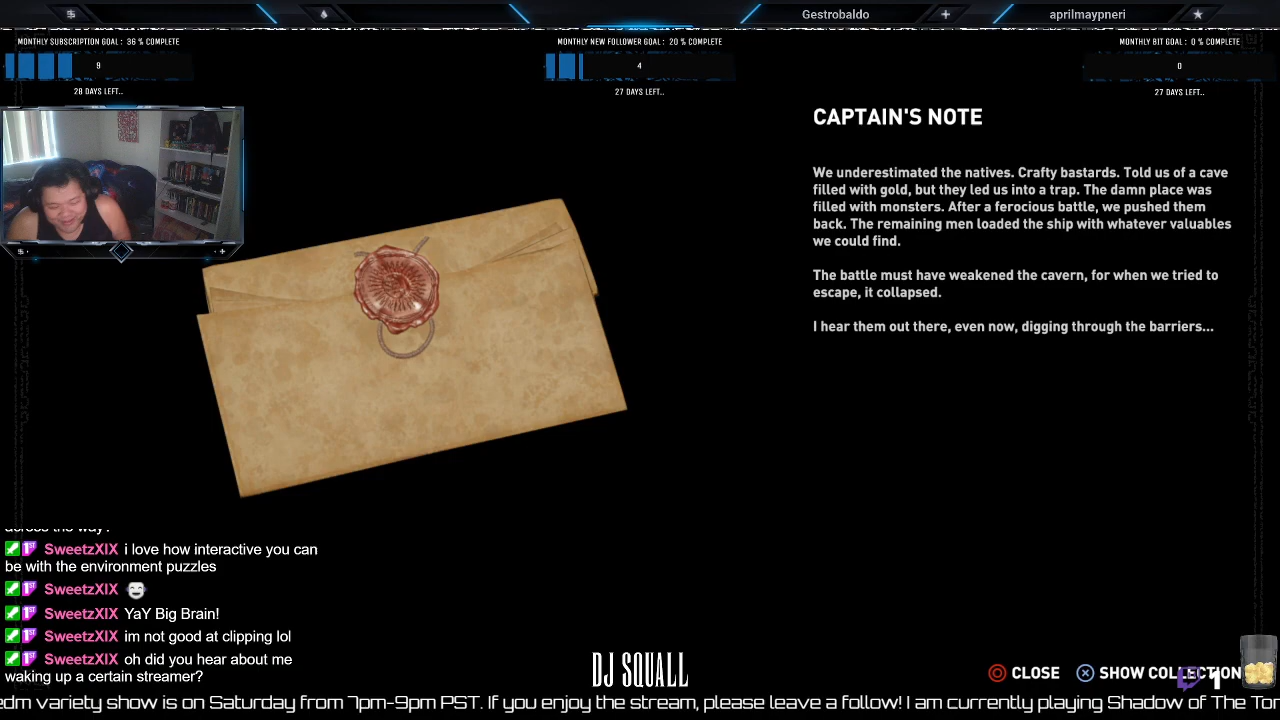 Gestrobaldo
aprilmaypneri
MONTHLY SUBSCRIPTION GOAL : 36 % COMPLETE
9
28 DAYS LEFT..
MONTHLY NEW FOLLOWER GOAL : 20 % COMPLETE
4
27 DAYS LEFT..
MONTHLY BIT GOAL : 0 % COMPLETE
0
27 DAYS LEFT..
CAPTAIN'S NOTE
We underestimated the natives. Crafty bastards. Told us of a cave
filled with gold, but they led us into a trap. The damn place was
filled with monsters. After a ferocious battle, we pushed them
back. The remaining men loaded the ship with whatever valuables
we could find.
The battle must have weakened the cavern, for when we tried to
escape, it collapsed.
I hear them out there, even now, digging through the barriers...
across the way?
SweetzXIX i love how interactive you can
be with the environment puzzles
SweetzXIX
SweetzXIX YaY Big Brain!
SweetzXIX im not good at clipping lol
SweetzXIX oh did you hear about me
waking up a certain streamer?
DJ SQUALL
CLOSE
SHOW COLLECTION
1
edm variety show is on Saturday from 7pm-9pm PST. If you enjoy the stream, please leave a follow! I am currently playing Shadow of The To